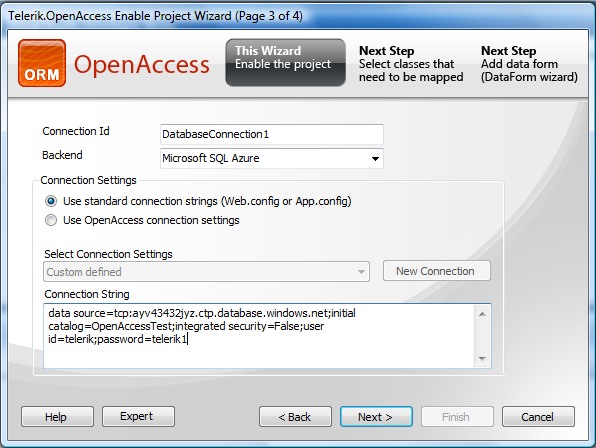 Telerik.OpenAccess Enable Project Wizard (Page 3 of 4)
ORM
OpenAccess
This Wizard
Enable the project
Next Step
Select classes that
need to be mapped
Next Step
Add data form
(DataForm wizard)
Connection Id
DatabaseConnection1
Backend
Microsoft SQL Azure
Connection Settings
Use standard connection strings (Web.config or App.config)
Use OpenAccess connection settings
Select Connection Settings
Custom defined
New Connection
Connection String
data source=tcp:ayv43432jyz.ctp.database.windows.net;initial
catalog=OpenAccessTest;integrated security=False;user
id=telerik;password=telerik1
Help
Expert
< Back
Next >
Finish
Cancel